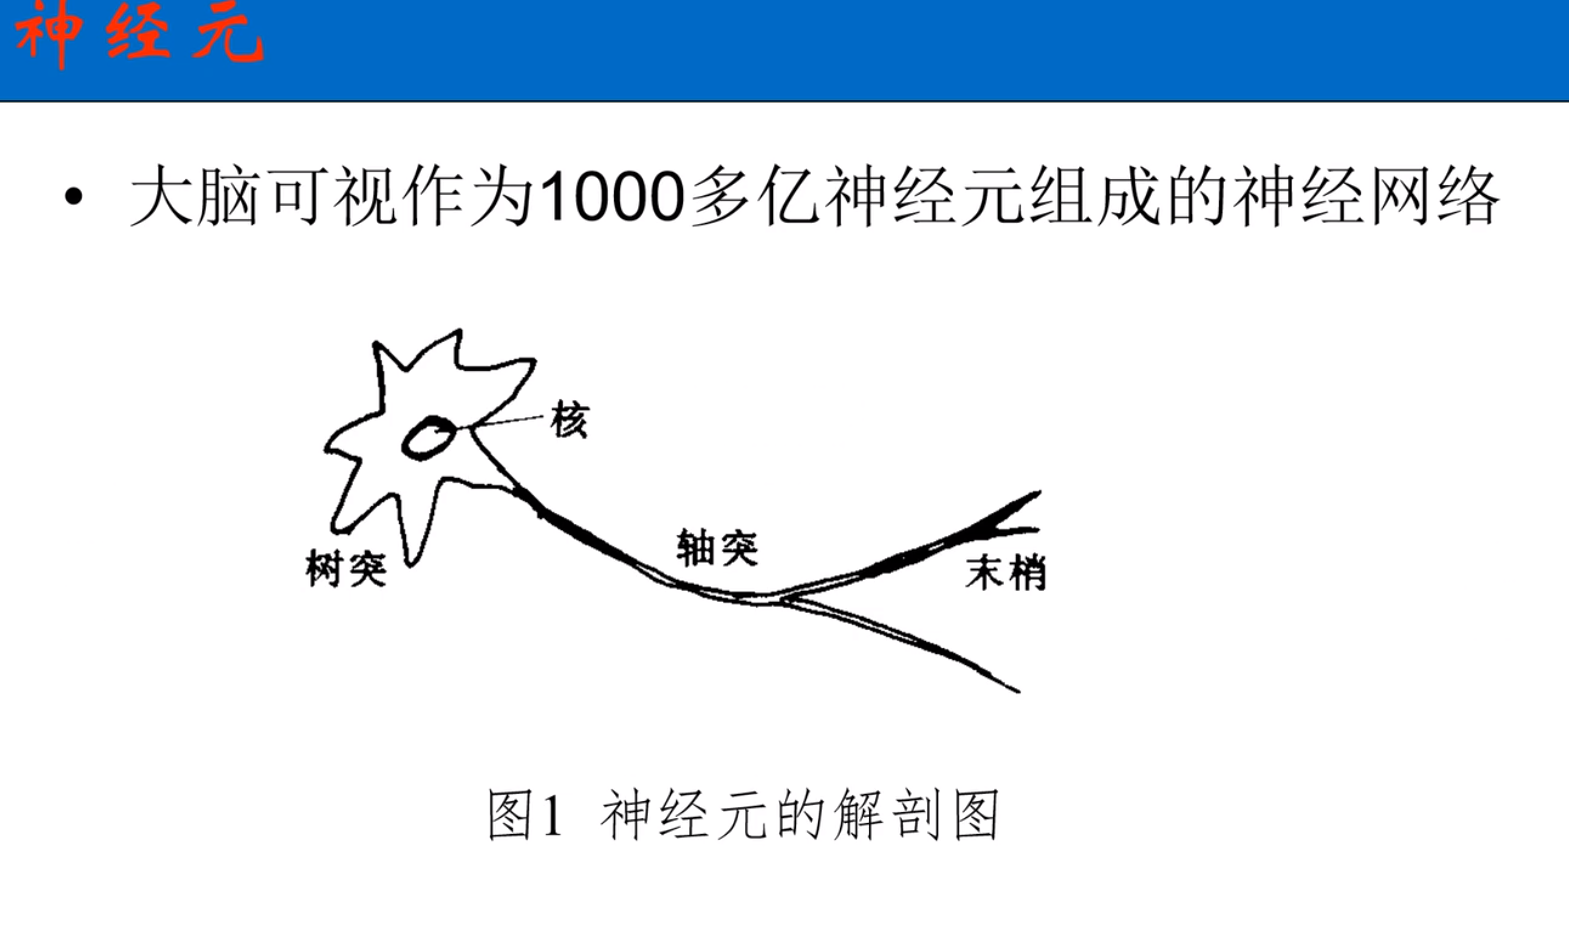 神经元
• 大脑可视作为1000多亿神经元组成的神经网络
核
轴突
树突
末梢
图1 神经元的解剖图